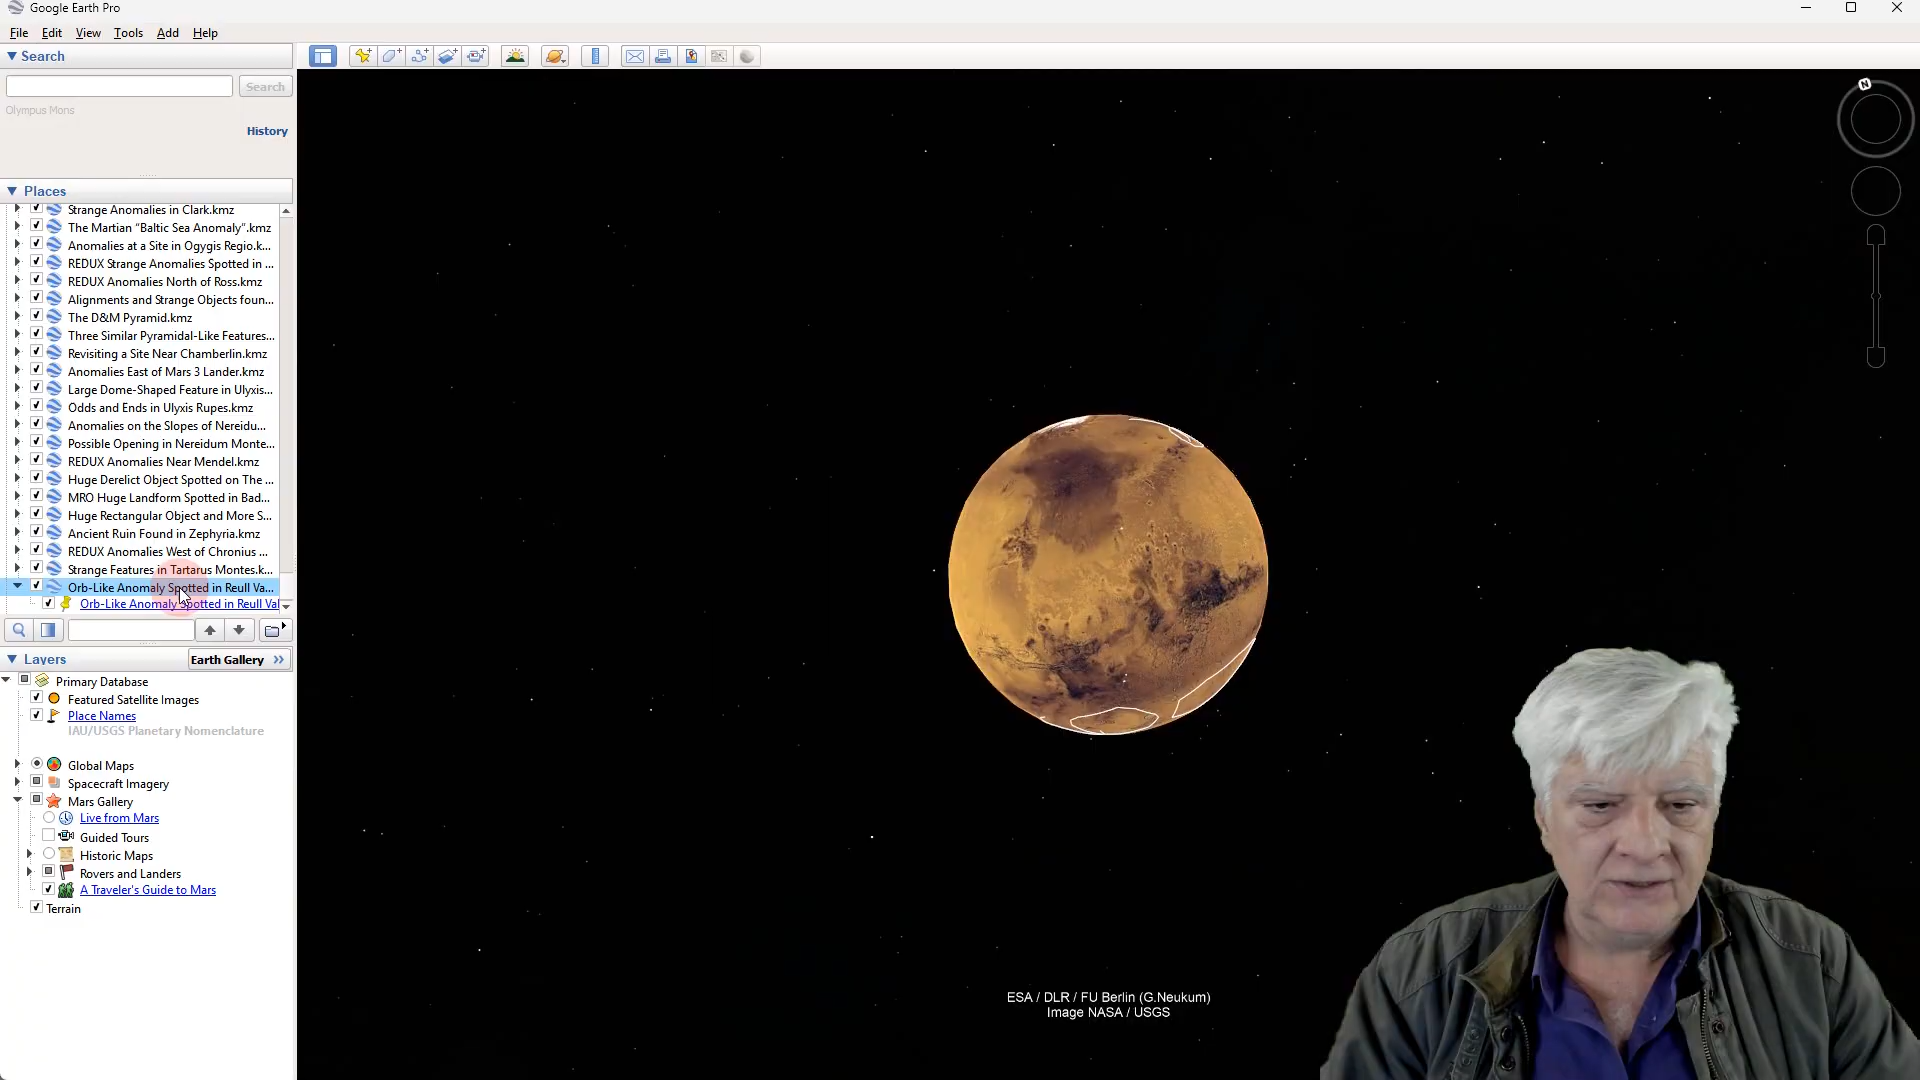 Google Earth Pro
File Edit View Tools Add Help
Search
Search
Olympus Mons
History
Places
Strange Anomalies in Clark.kmz
The Martian “Baltic Sea Anomaly”.kmz
Anomalies at a Site in Ogygis Regio.k...
REDUX Strange Anomalies Spotted in ...
REDUX Anomalies North of Ross.kmz
Alignments and Strange Objects foun...
The D&M Pyramid.kmz
Three Similar Pyramidal-Like Features...
Revisiting a Site Near Chamberlin.kmz
Anomalies East of Mars 3 Lander.kmz
Large Dome-Shaped Feature in Ulyxis...
Odds and Ends in Ulyxis Rupes.kmz
Anomalies on the Slopes of Nereidu...
Possible Opening in Nereidum Monte...
REDUX Anomalies Near Mendel.kmz
Huge Derelict Object Spotted on The ...
MRO Huge Landform Spotted in Bad...
Huge Rectangular Object and More S...
Ancient Ruin Found in Zephyria.kmz
REDUX Anomalies West of Chronius ...
Strange Features in Tartarus Montes.k...
Orb-Like Anomaly Spotted in Reull Va...
Orb-Like Anomaly Spotted in Reull Val
Layers
Earth Gallery »
Primary Database
Featured Satellite Images
Place Names
IAU/USGS Planetary Nomenclature
Global Maps
Spacecraft Imagery
Mars Gallery
Live from Mars
Guided Tours
Historic Maps
Rovers and Landers
A Traveler's Guide to Mars
Terrain
N
ESA / DLR / FU Berlin (G.Neukum)
Image NASA / USGS